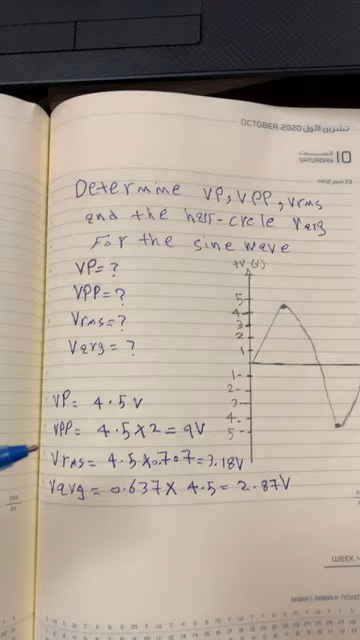 تشرين الأول OCTOBER 2020
السبت
SATURDAY 10
Determine VP, VPP, Vrms
and the half-circle Vavg
For the sine wave
VP = ?
VPP = ?
Vrms = ?
Vavg = ?
+V (V)
5
4
3
2
1
1-
2-
3-
4-
5-
VP = 4.5 V
VPP = 4.5 X 2 = 9V
Vrms = 4.5 X 0.707 = 3.18V
Vavg = 0.637 X 4.5 = 2.87V
WEEK